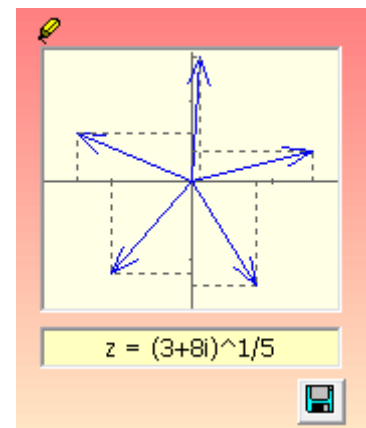 z = (3+8i)^1/5